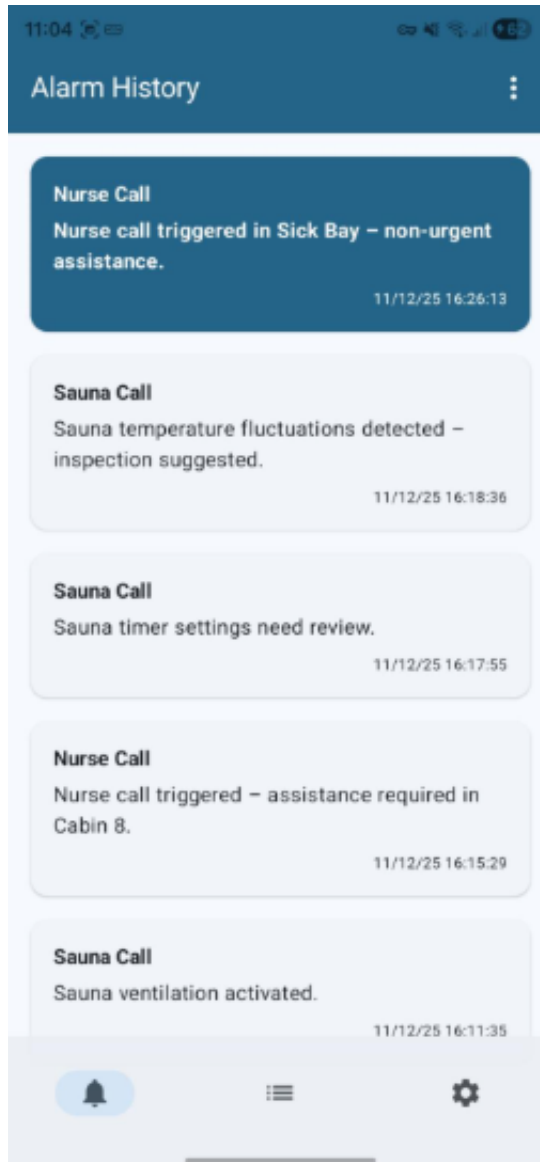 11:04
62
Alarm History
Nurse Call
Nurse call triggered in Sick Bay – non-urgent
assistance.
11/12/25 16:26:13
Sauna Call
Sauna temperature fluctuations detected –
inspection suggested.
11/12/25 16:18:36
Sauna Call
Sauna timer settings need review.
11/12/25 16:17:55
Nurse Call
Nurse call triggered – assistance required in
Cabin 8.
11/12/25 16:15:29
Sauna Call
Sauna ventilation activated.
11/12/25 16:11:35